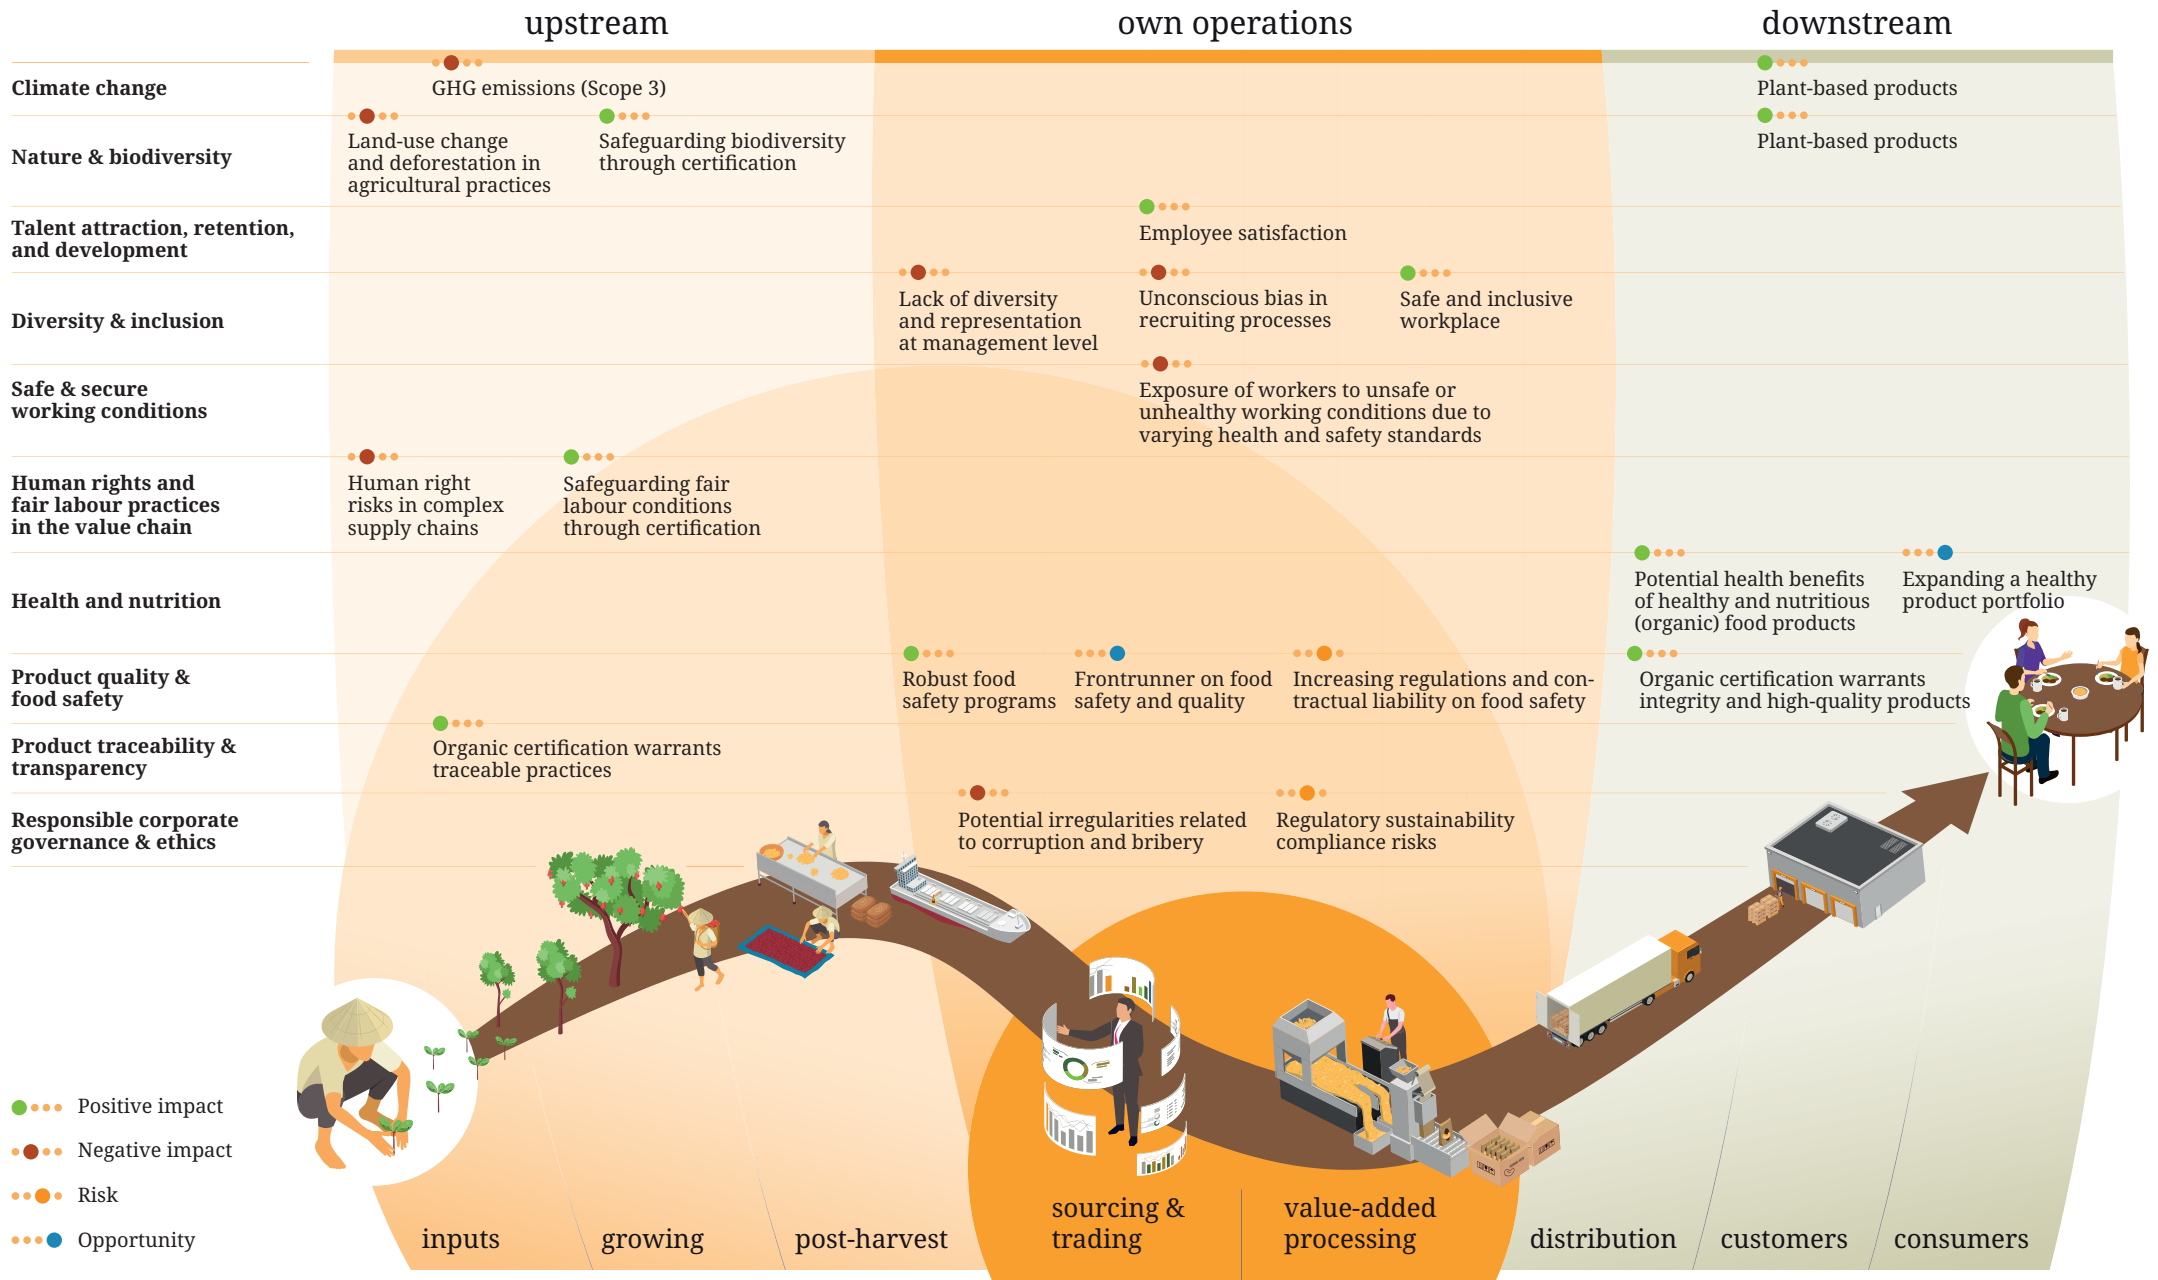 upstream
own operations
downstream
Climate change
GHG emissions (Scope 3)
Plant-based products
Nature & biodiversity
Land-use change
and deforestation in
agricultural practices
Safeguarding biodiversity
through certification
Plant-based products
Talent attraction, retention,
and development
Employee satisfaction
Diversity & inclusion
Lack of diversity
and representation
at management level
Unconscious bias in
recruiting processes
Safe and inclusive
workplace
Safe & secure
working conditions
Exposure of workers to unsafe or
unhealthy working conditions due to
varying health and safety standards
Human rights and
fair labour practices
in the value chain
Human right
risks in complex
supply chains
Safeguarding fair
labour conditions
through certification
Health and nutrition
Potential health benefits
of healthy and nutritious
(organic) food products
Expanding a healthy
product portfolio
Product quality &
food safety
Robust food
safety programs
Frontrunner on food
safety and quality
Increasing regulations and con-
tractual liability on food safety
Organic certification warrants
integrity and high-quality products
Product traceability &
transparency
Organic certification warrants
traceable practices
Responsible corporate
governance & ethics
Potential irregularities related
to corruption and bribery
Regulatory sustainability
compliance risks
Positive impact
Negative impact
Risk
Opportunity
inputs
growing
post-harvest
sourcing &
trading
value-added
processing
distribution
customers
consumers